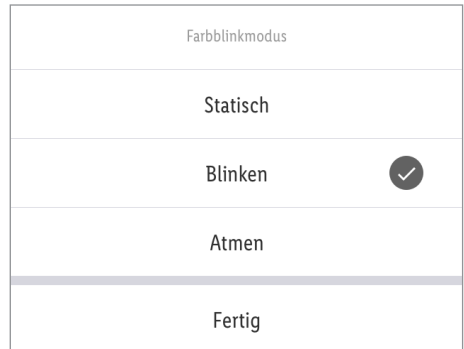 Farbblinkmodus
Statisch
Blinken
Atmen
Fertig